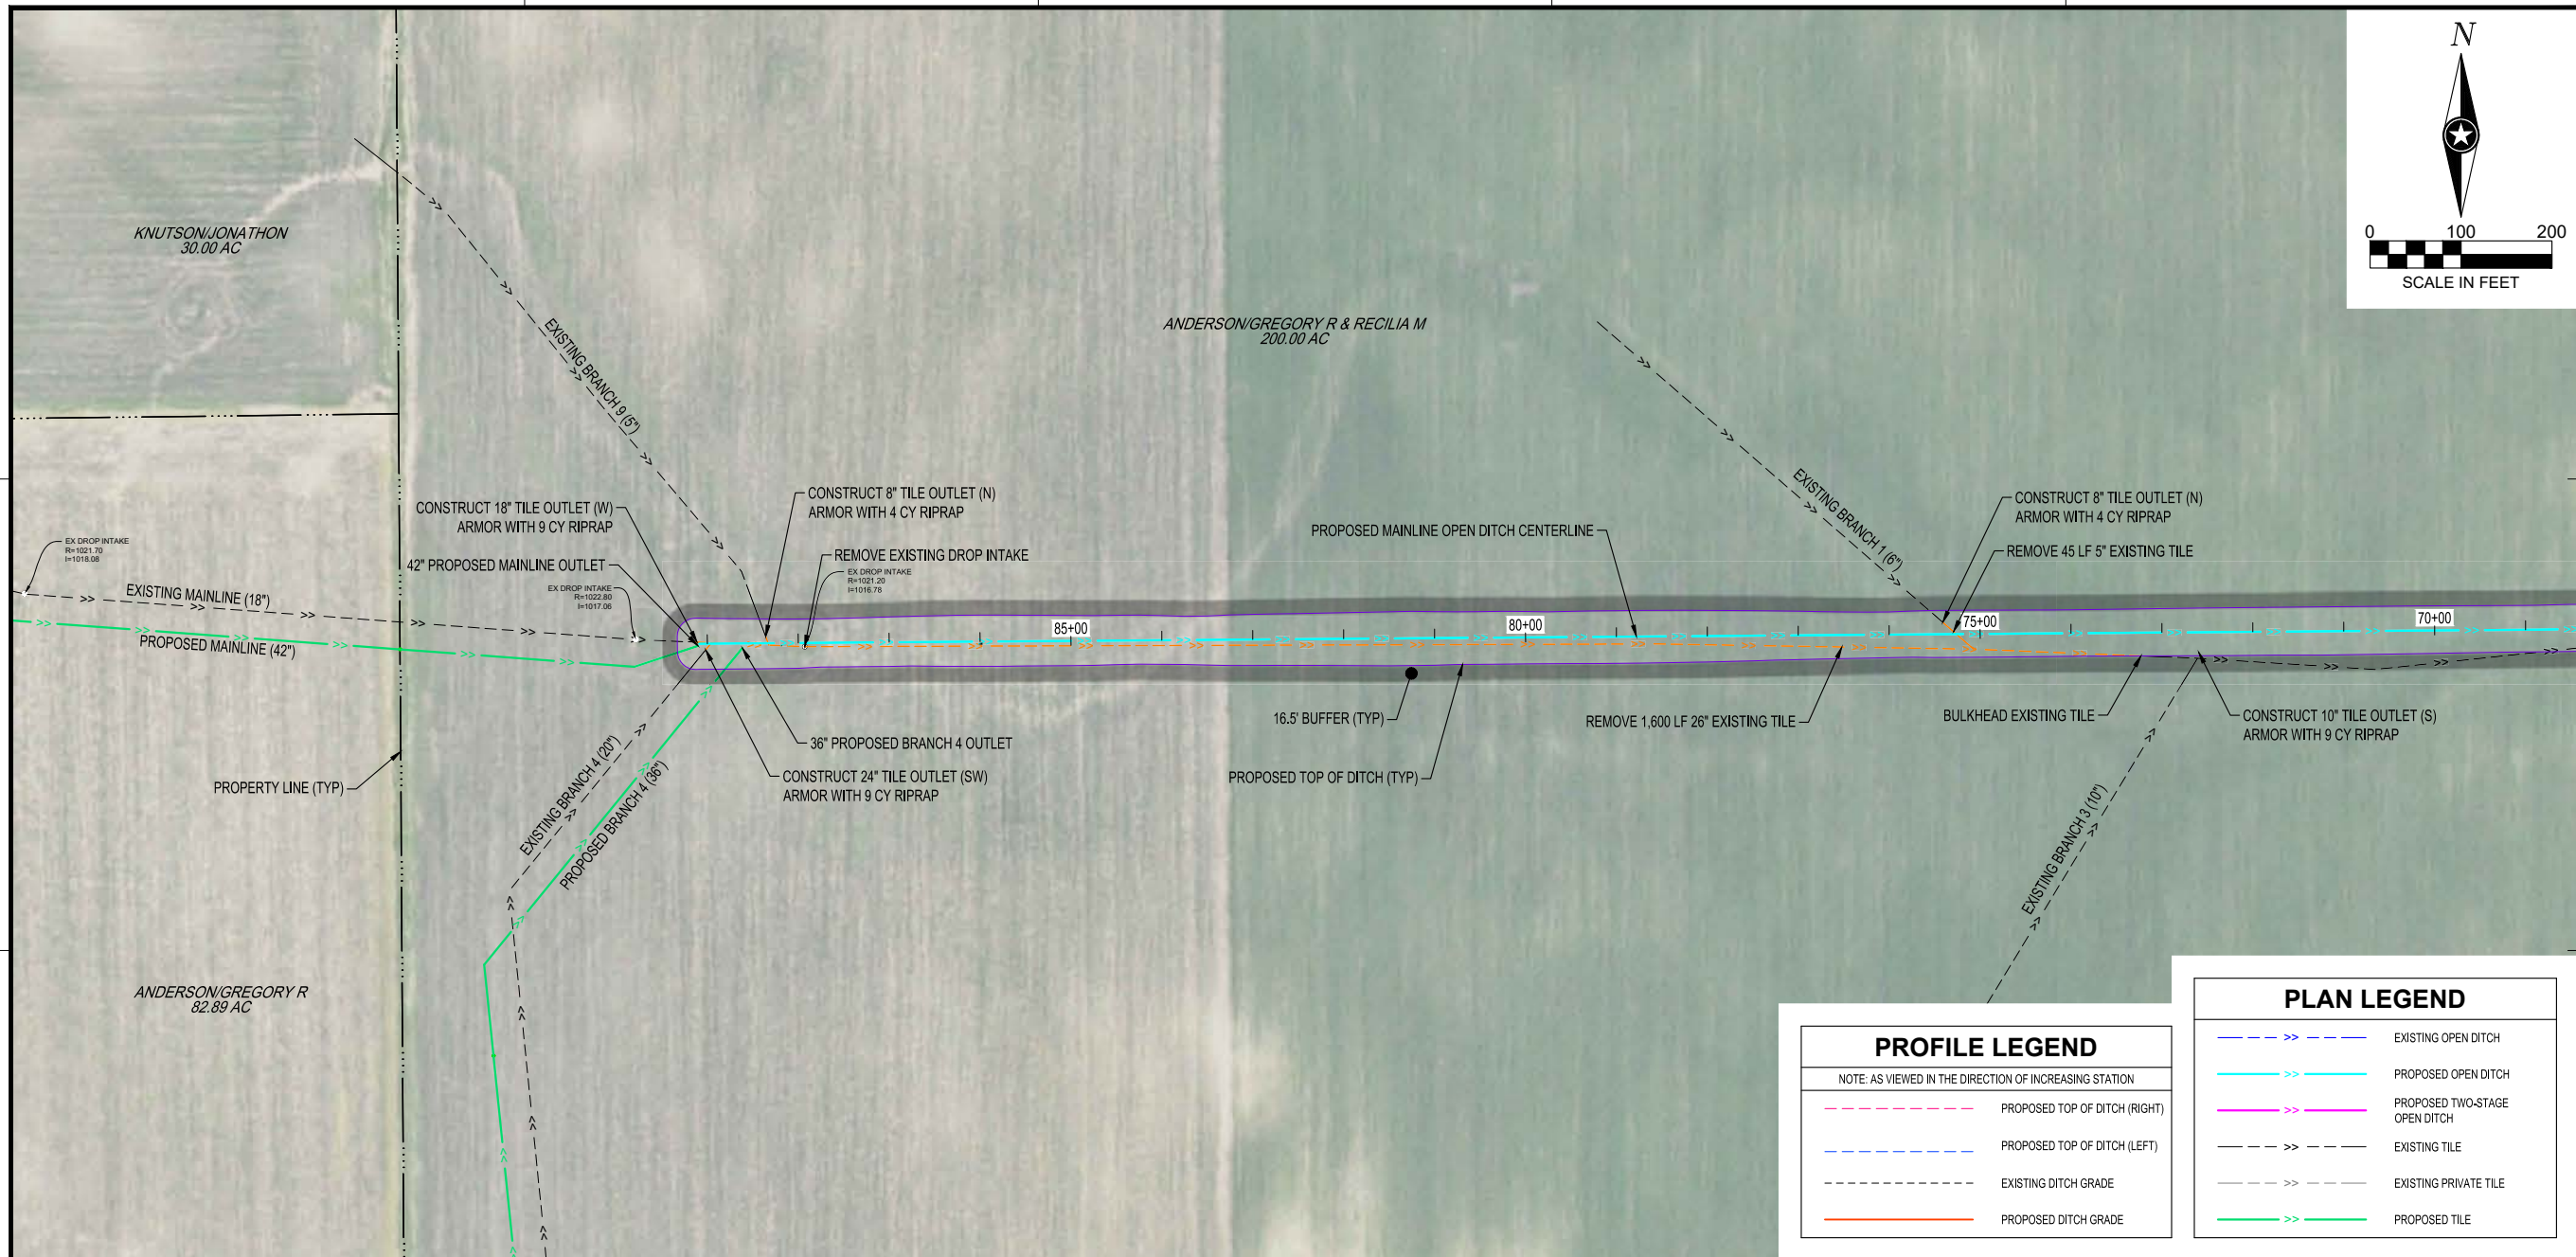 N
0 100 200
SCALE IN FEET
KNUTSON/JONATHON
30.00 AC
ANDERSON/GREGORY R & RECILIA M
200.00 AC
EXISTING BRANCH 9 (5")
EXISTING BRANCH 1 (6")
CONSTRUCT 18" TILE OUTLET (W)
ARMOR WITH 9 CY RIPRAP
CONSTRUCT 8" TILE OUTLET (N)
ARMOR WITH 4 CY RIPRAP
PROPOSED MAINLINE OPEN DITCH CENTERLINE
CONSTRUCT 8" TILE OUTLET (N)
ARMOR WITH 4 CY RIPRAP
REMOVE 45 LF 5" EXISTING TILE
EX DROP INTAKE
R=1021.70
I=1018.08
42" PROPOSED MAINLINE OUTLET
REMOVE EXISTING DROP INTAKE
EX DROP INTAKE
R=1021.20
I=1016.78
EX DROP INTAKE
R=1022.80
I=1017.06
EXISTING MAINLINE (18")
PROPOSED MAINLINE (42")
85+00
80+00
75+00
70+00
16.5' BUFFER (TYP)
REMOVE 1,600 LF 26" EXISTING TILE
BULKHEAD EXISTING TILE
CONSTRUCT 10" TILE OUTLET (S)
ARMOR WITH 9 CY RIPRAP
36" PROPOSED BRANCH 4 OUTLET
PROPERTY LINE (TYP)
CONSTRUCT 24" TILE OUTLET (SW)
ARMOR WITH 9 CY RIPRAP
PROPOSED TOP OF DITCH (TYP)
EXISTING BRANCH 4 (20")
PROPOSED BRANCH 4 (36")
EXISTING BRANCH 3 (10")
ANDERSON/GREGORY R
82.89 AC
PROFILE LEGEND
NOTE: AS VIEWED IN THE DIRECTION OF INCREASING STATION
PROPOSED TOP OF DITCH (RIGHT)
PROPOSED TOP OF DITCH (LEFT)
EXISTING DITCH GRADE
PROPOSED DITCH GRADE
PLAN LEGEND
EXISTING OPEN DITCH
PROPOSED OPEN DITCH
PROPOSED TWO-STAGE
OPEN DITCH
EXISTING TILE
EXISTING PRIVATE TILE
PROPOSED TILE